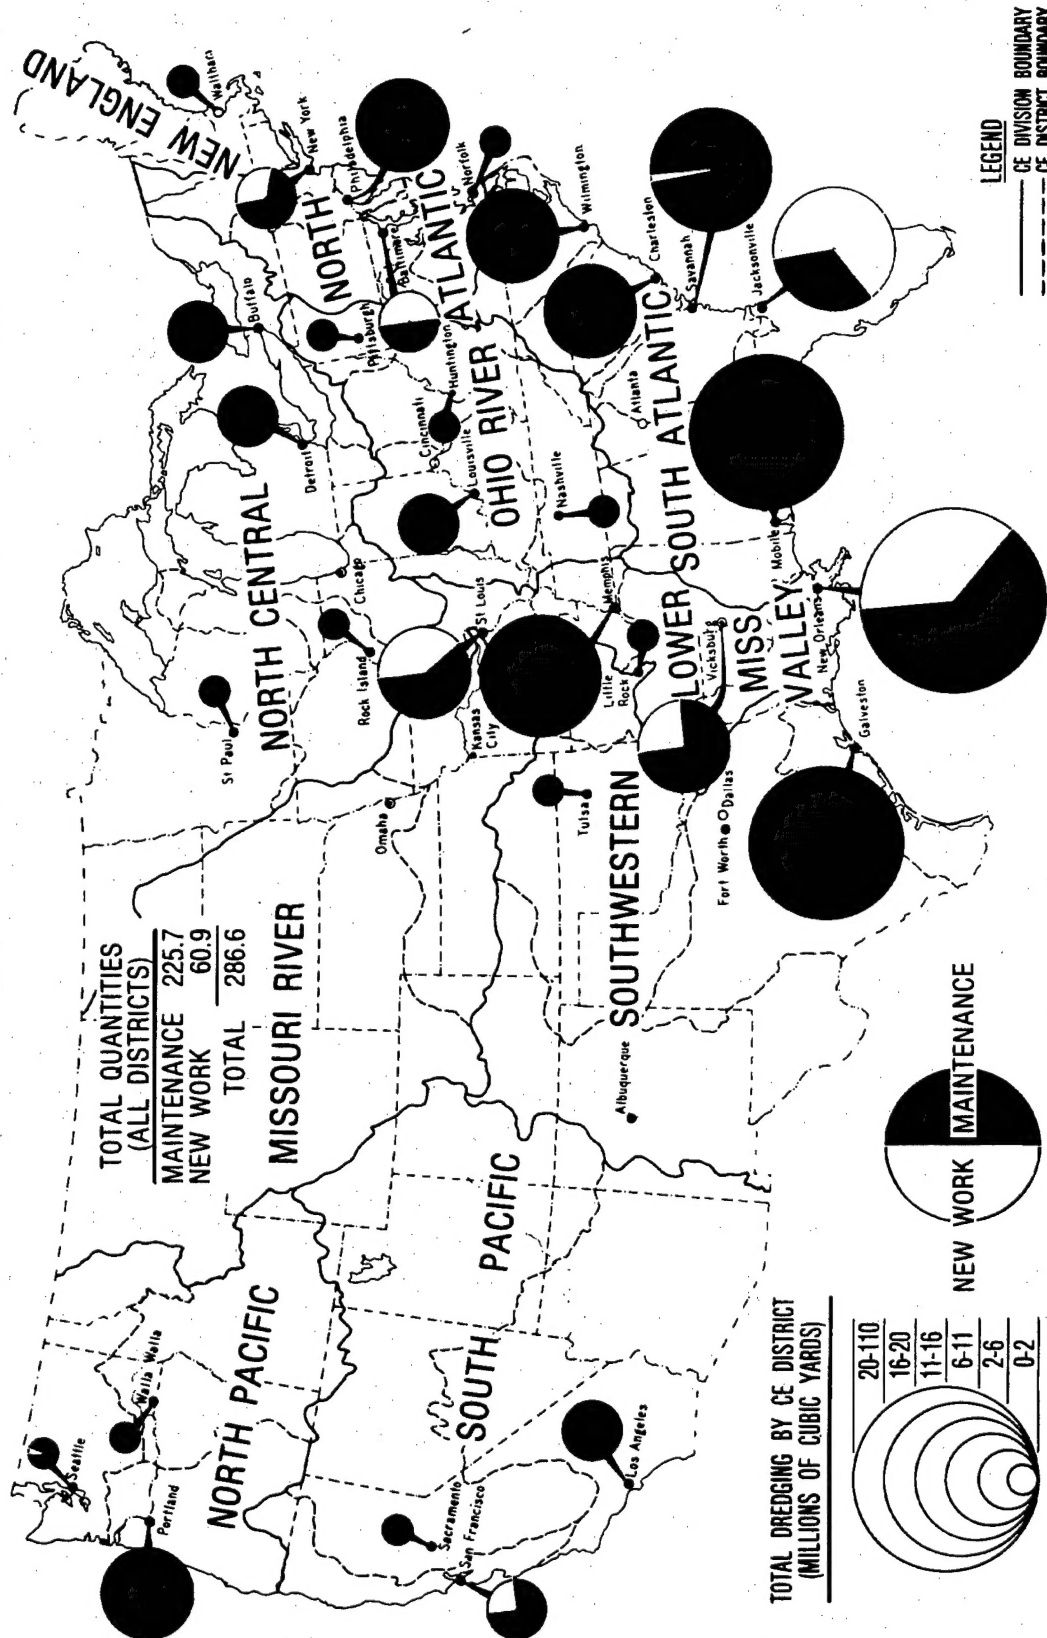 TOTAL QUANTITIES
(ALL DISTRICTS)
MAINTENANCE 225.7
NEW WORK 60.9
TOTAL 286.6
NORTH PACIFIC
SOUTH PACIFIC
MISSOURI RIVER
SOUTHWESTERN
NORTH CENTRAL
OHIO RIVER
LOWER MISS VALLEY
SOUTH ATLANTIC
NORTH ATLANTIC
NEW ENGLAND
Seattle
Walla Walla
Portland
Sacramento
San Francisco
Los Angeles
Albuquerque
Omaha
Kansas City
Tulsa
Fort Worth
Dallas
Galveston
St Paul
Rock Island
Chicago
St Louis
Memphis
Little Rock
Vicksburg
New Orleans
Detroit
Buffalo
Pittsburgh
Huntington
Cincinnati
Louisville
Nashville
Atlanta
Mobile
Waltham
New York
Philadelphia
Baltimare
Norfolk
Wilmington
Charleston
Savannah
Jacksonville
TOTAL DREDGING BY CE DISTRICT
(MILLIONS OF CUBIC YARDS)
20-110
16-20
11-16
6-11
2-6
0-2
NEW WORK MAINTENANCE
LEGEND
CE DIVISION BOUNDARY
CE DISTRICT BOUNDARY